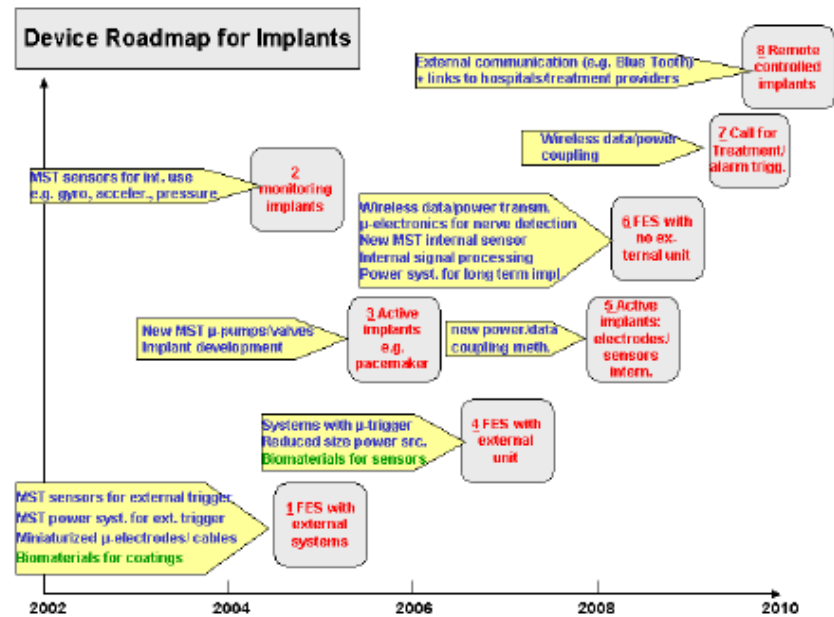 Device Roadmap for Implants
External communication (e.g. Blue Tooth)
+ links to hospitals/treatment providers
8 Remote
controlled
implants
Wireless data/power
coupling
7 Call for
Treatment/
alarm trigg.
MST sensors for int. use
e.g. gyro, acceler., pressure
2
monitoring
implants
Wireless data/power transm.
µ-electronics for nerve detection
New MST internal sensor
Internal signal processing
Power syst. for long term impl.
6 FES with
no ex-
ternal unit
New MST µ-pumps/valves
Implant development
3 Active
implants
e.g.
pacemaker
new power/data
coupling meth.
5 Active
implants:
electrodes/
sensors
intern.
Systems with µ-trigger
Reduced size power src.
Biomaterials for sensors
4 FES with
external
unit
MST sensors for external trigger
MST power syst. for ext. trigger
Miniaturized µ-electrodes/ cables
Biomaterials for coatings
1 FES with
external
systems
2002
2004
2006
2008
2010